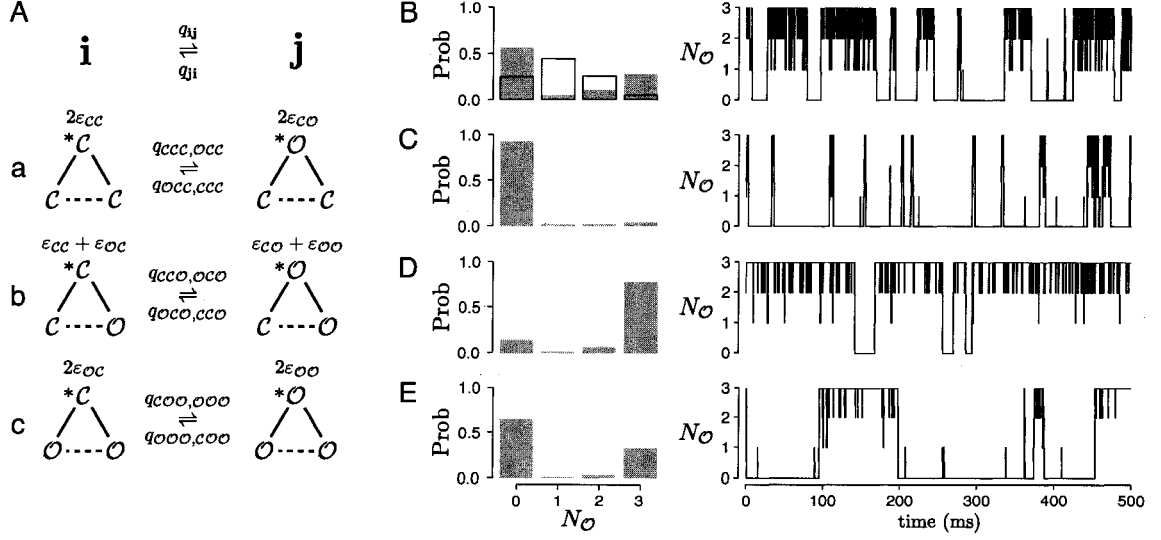 A
i
q_ij
⇌
q_ji
j
a
2ε_CC
*C
C
C
q_CCC,OCC
⇌
q_OCC,CCC
2ε_CO
*O
C
C
b
ε_CC + ε_OC
*C
C
O
q_CCO,OCO
⇌
q_OCO,CCO
ε_CO + ε_OO
*O
C
O
c
2ε_OC
*C
O
O
q_COO,OOO
⇌
q_OOO,COO
2ε_OO
*O
O
O
B
Prob
1.0
0.5
0.0
N_O
3
2
1
0
C
Prob
1.0
0.5
0.0
N_O
3
2
1
0
D
Prob
1.0
0.5
0.0
N_O
3
2
1
0
E
Prob
1.0
0.5
0.0
0 1 2 3
N_O
N_O
3
2
1
0
0 100 200 300 400 500
time (ms)